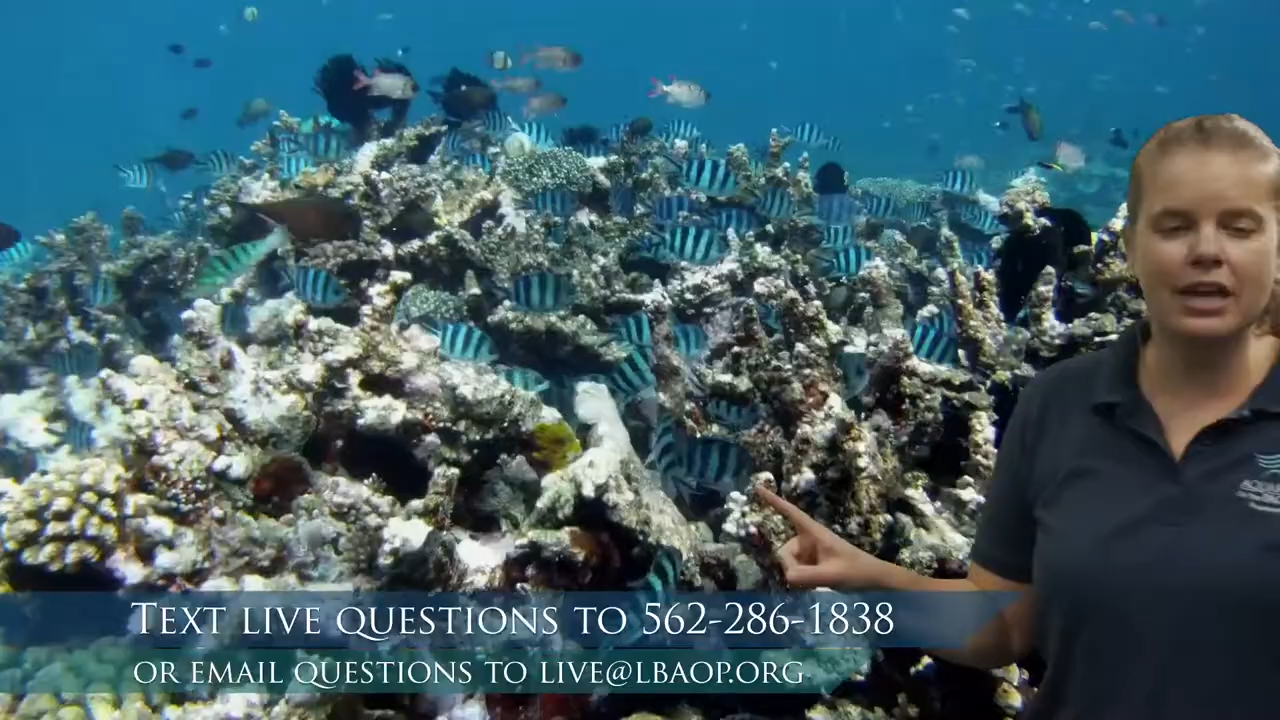 TEXT LIVE QUESTIONS TO 562-286-1838
OR EMAIL QUESTIONS TO LIVE@LBAOP.ORG